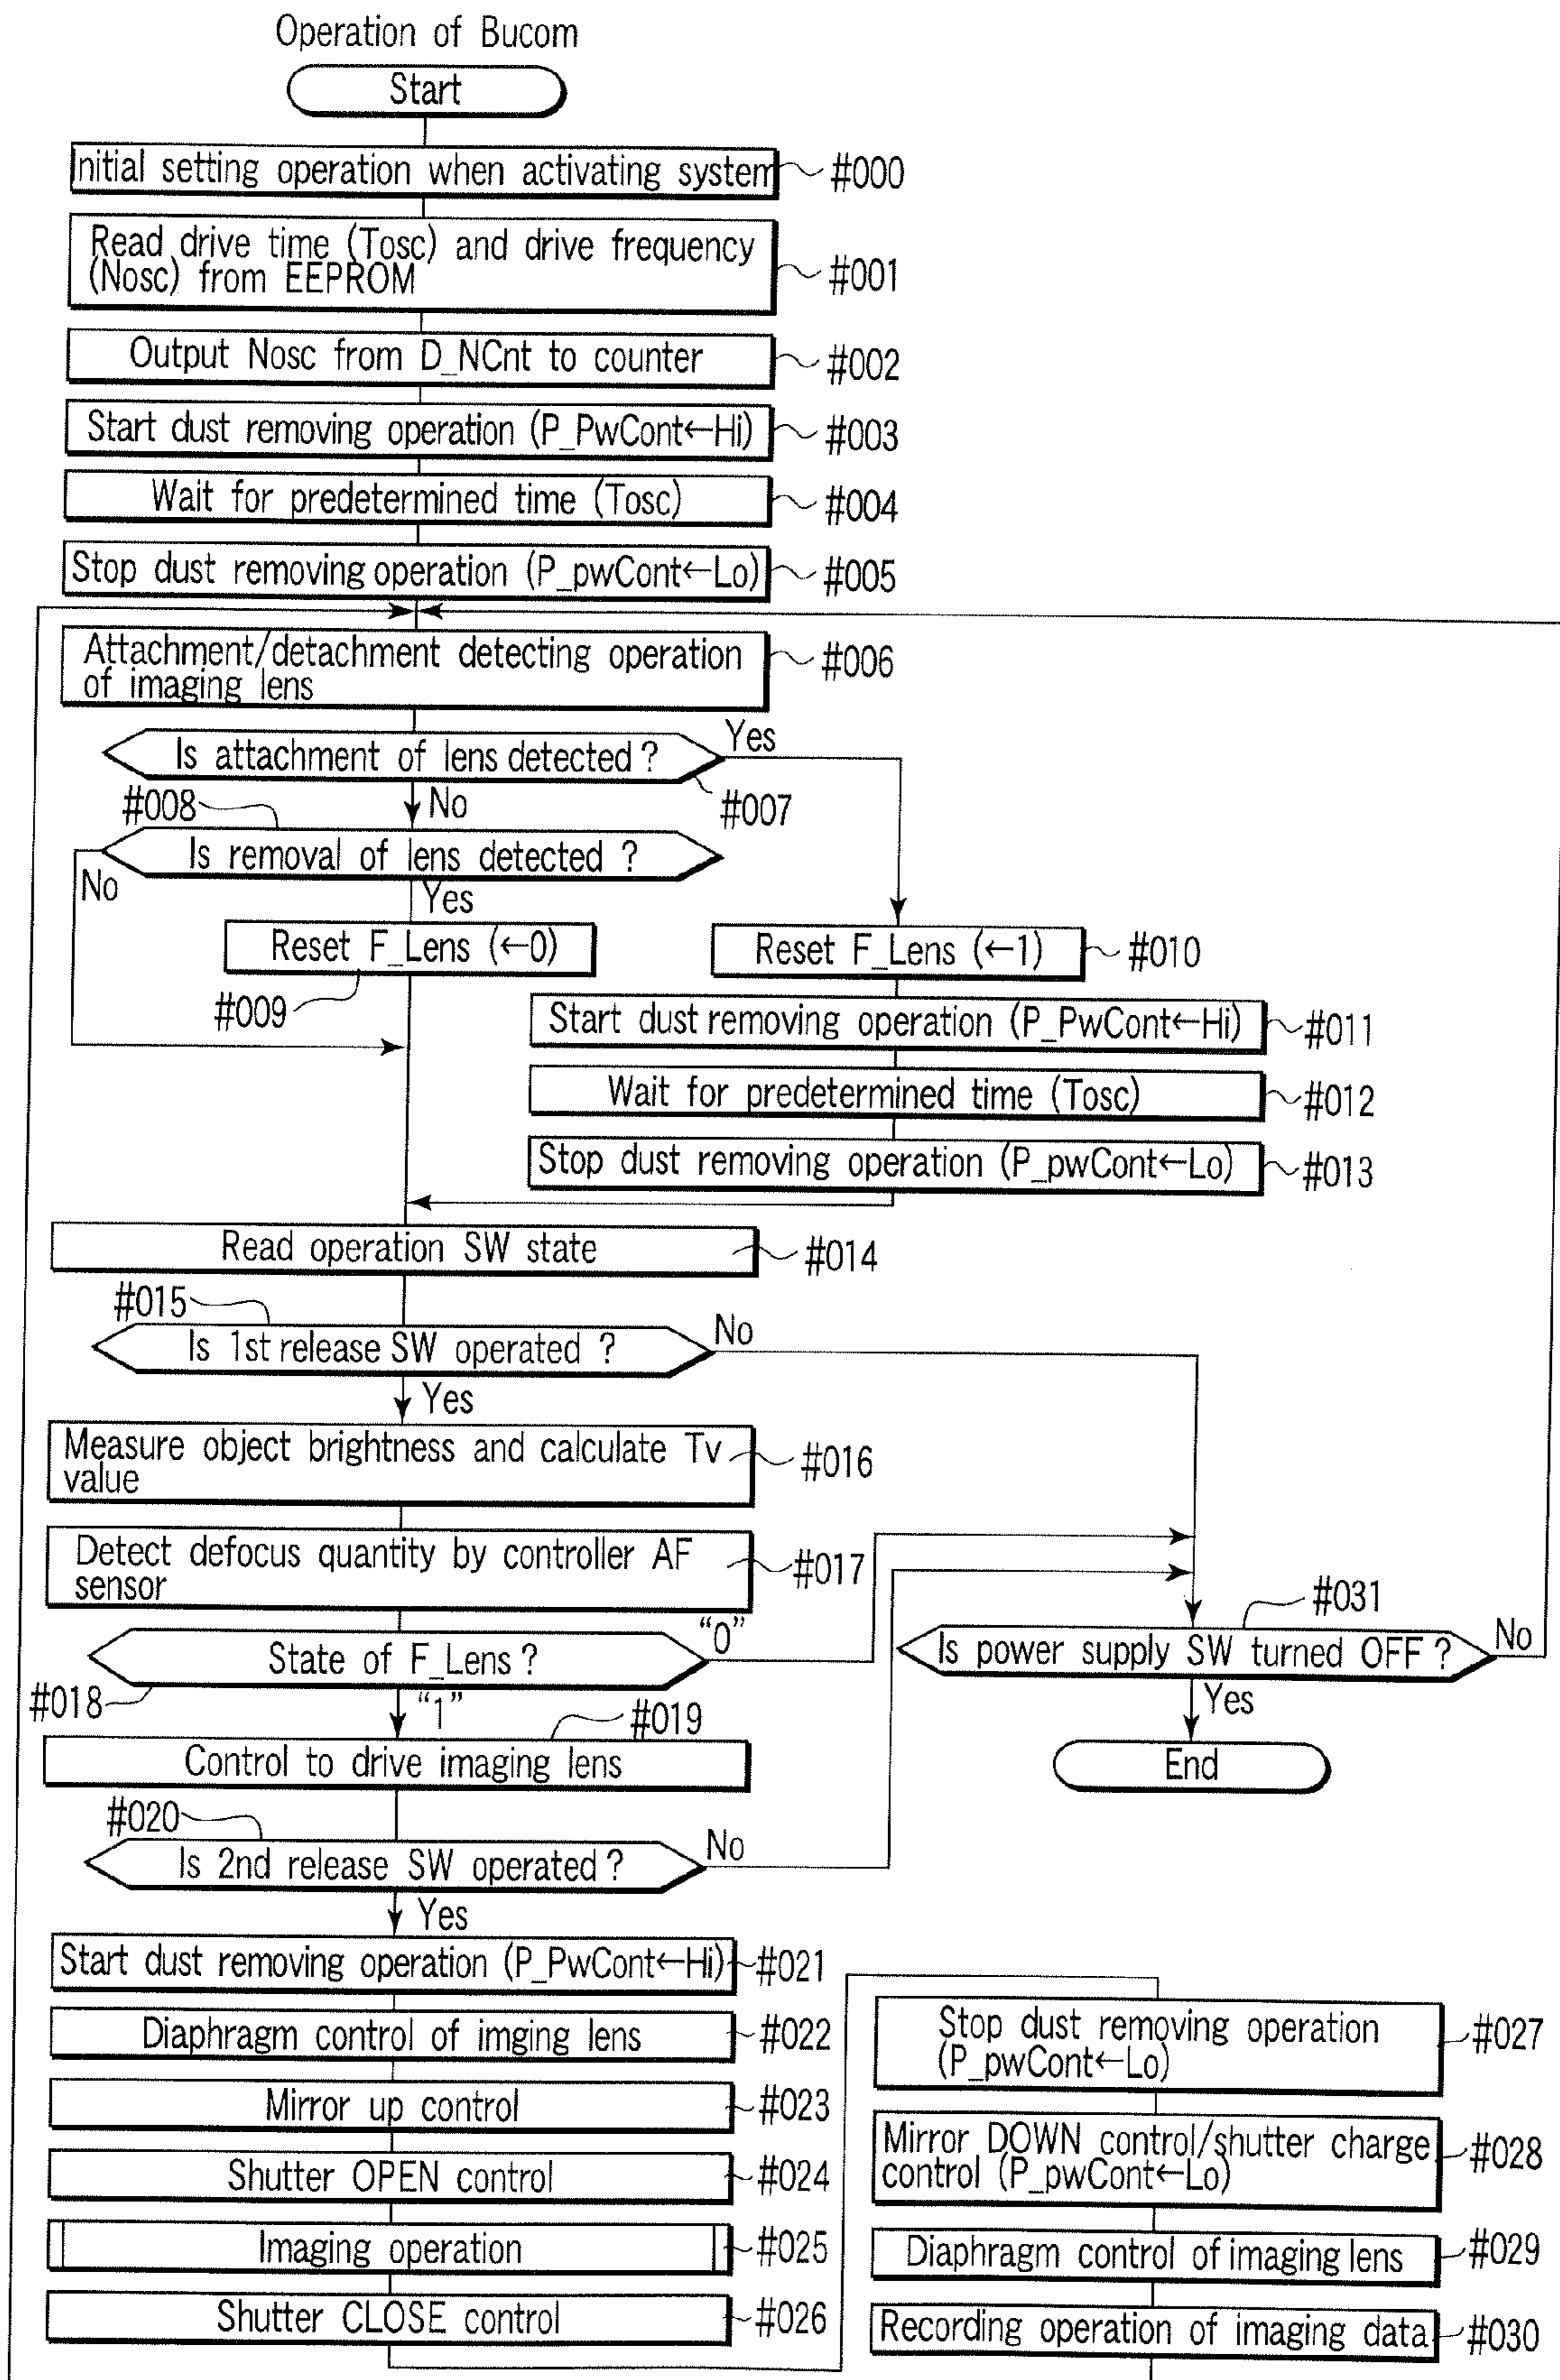 Operation of Bucom
Start
Initial setting operation when activating system
#000
Read drive time (Tosc) and drive frequency
(Nosc) from EEPROM
#001
Output Nosc from D_NCnt to counter
#002
Start dust removing operation (P_PwCont←Hi)
#003
Wait for predetermined time (Tosc)
#004
Stop dust removing operation (P_pwCont←Lo)
#005
Attachment/detachment detecting operation
of imaging lens
#006
Is attachment of lens detected ?
Yes
#007
No
#008
Is removal of lens detected ?
No
Yes
Reset F_Lens (←0)
#009
Reset F_Lens (←1)
#010
Start dust removing operation (P_PwCont←Hi)
#011
Wait for predetermined time (Tosc)
#012
Stop dust removing operation (P_pwCont←Lo)
#013
Read operation SW state
#014
#015
Is 1st release SW operated ?
No
Yes
Measure object brightness and calculate Tv
value
#016
Detect defocus quantity by controller AF
sensor
#017
State of F_Lens ?
"0"
#018
"1"
#031
Is power supply SW turned OFF ?
No
Yes
End
#019
Control to drive imaging lens
#020
Is 2nd release SW operated ?
No
Yes
Start dust removing operation (P_PwCont←Hi)
#021
Diaphragm control of imging lens
#022
Mirror up control
#023
Shutter OPEN control
#024
Imaging operation
#025
Shutter CLOSE control
#026
Stop dust removing operation
(P_pwCont←Lo)
#027
Mirror DOWN control/shutter charge
control (P_pwCont←Lo)
#028
Diaphragm control of imaging lens
#029
Recording operation of imaging data
#030